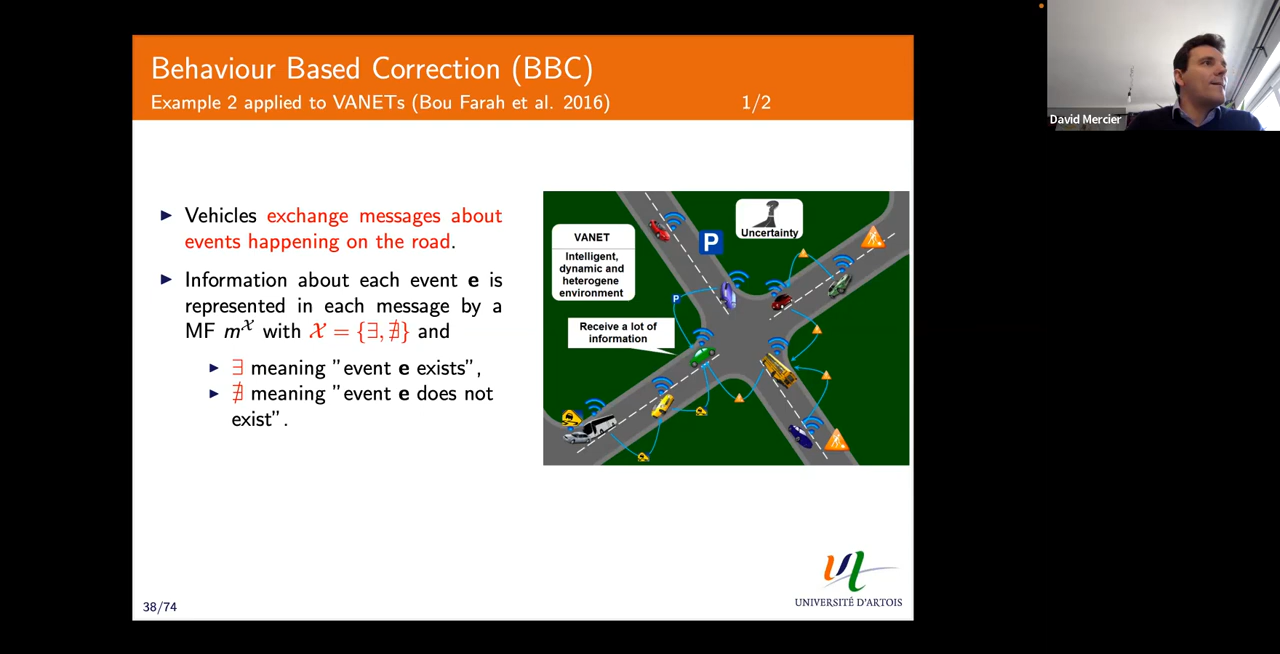 Behaviour Based Correction (BBC)
Example 2 applied to VANETs (Bou Farah et al. 2016) 1/2
David Mercier
▶ Vehicles exchange messages about
events happening on the road.
▶ Information about each event e is
represented in each message by a
MF m^𝒳 with 𝒳 = {∃, ∄} and
▶ ∃ meaning "event e exists",
▶ ∄ meaning "event e does not
exist".
VANET
Intelligent,
dynamic and
heterogene
environment
P
Uncertainty
P
Receive a lot of
information
UNIVERSITÉ D'ARTOIS
38/74